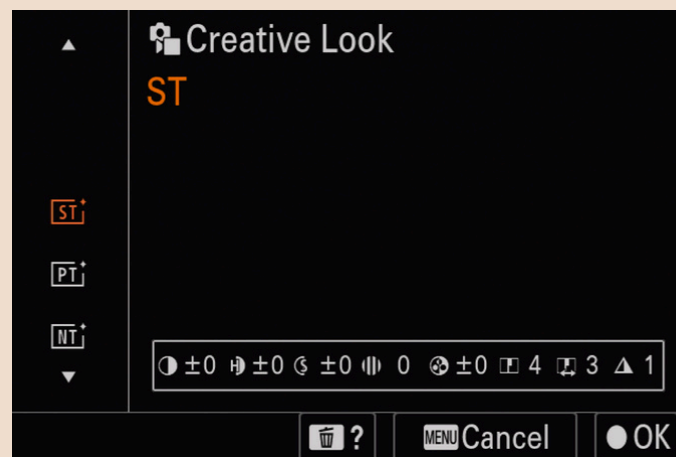 Creative Look
ST
ST
PT
NT
±0 H ±0 S ±0 0 ±0 4 3 1
? MENU Cancel OK